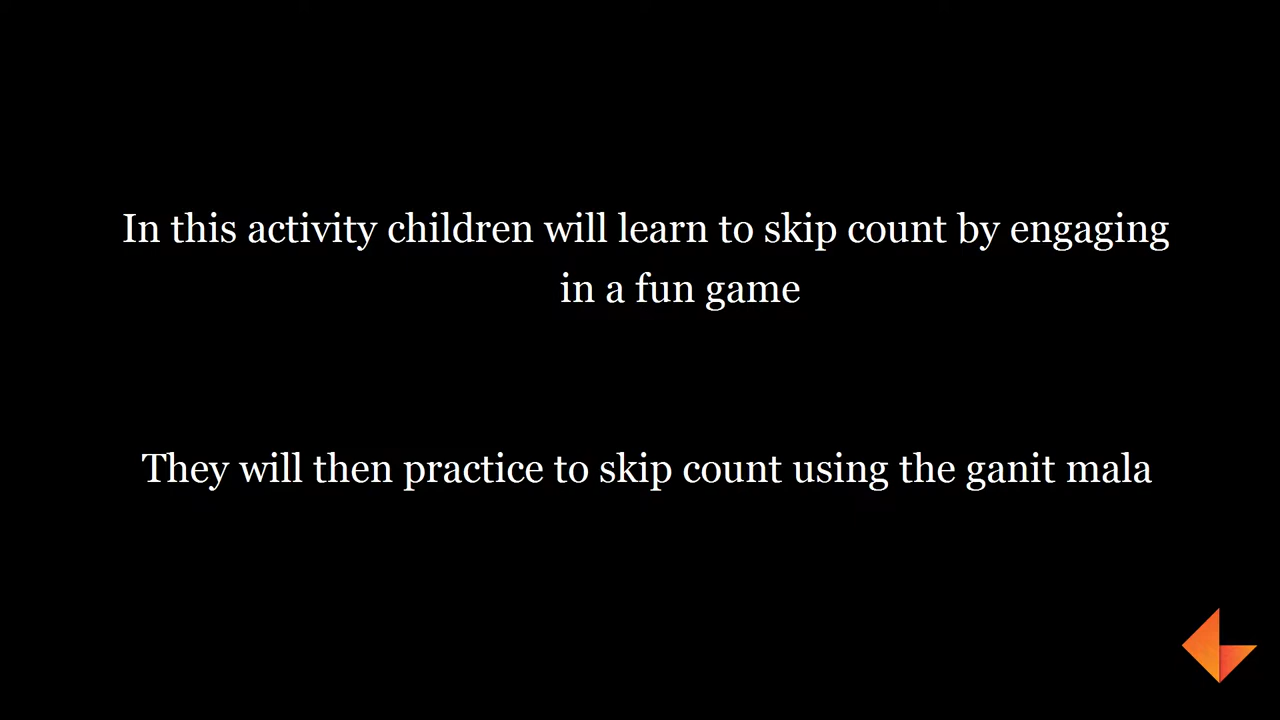 In this activity children will learn to skip count by engaging
in a fun game
They will then practice to skip count using the ganit mala